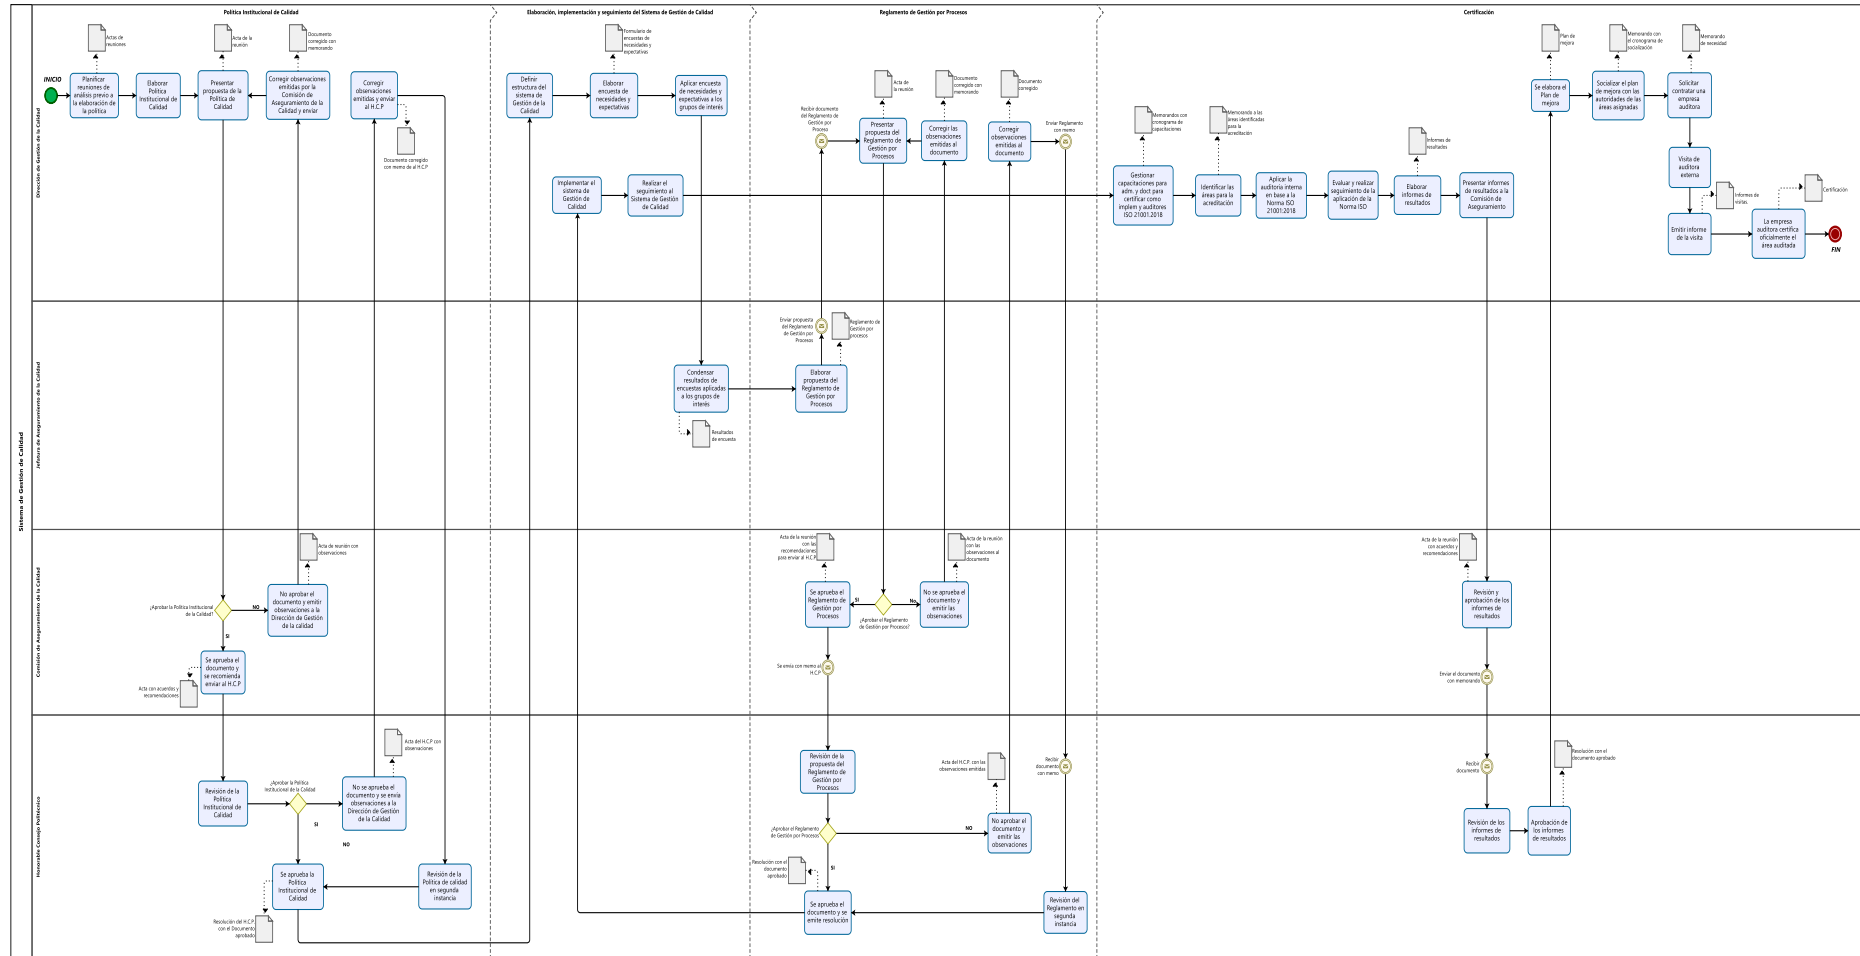 Política Institucional de Calidad
Elaboración, implementación y seguimiento del Sistema de Gestión de Calidad
Reglamento de Gestión por Procesos
Certificación
Sistema de Gestión de Calidad
Dirección de Gestión de la Calidad
INICIO
Actas de
reuniones
Planificar
reuniones de
análisis previo a
la elaboración de
la política
Elaborar
Política
Institucional de
Calidad
Acta de la
reunión
Presentar
propuesta de la
Política de
Calidad
Documento
corregido con
memorando
Corregir observaciones
emitidas por la
Comisión de
Aseguramiento de la
Calidad y enviar
Corregir
observaciones
emitidas y enviar
al H.C.P
Documento corregido
con memo de al H.C.P
Definir
estructura del
sistema de
Gestión de la
Calidad
Formulario de
encuestas de
necesidades y
expectativas
Elaborar
encuesta de
necesidades y
expectativas
Aplicar encuesta
de necesidades y
expectativas a los
grupos de interés
Implementar el
sistema de
Gestión de
Calidad
Realizar el
seguimiento al
Sistema de Gestión
de Calidad
Recibir documento
del Reglamento de
Gestión por
Proceso
Acta de
la reunión
Presentar
propuesta del
Reglamento de
Gestión por
Procesos
Documento
corregido con
memorando
Corregir las
observaciones
emitidas al
documento
Documento
corregido
Corregir
observaciones
emitidas al
documento
Enviar Reglamento
con memo
Memorandos con
cronograma de
capacitaciones
Gestionar
capacitaciones para
adm. y doct para
certificar como
implem y auditores
ISO 21001:2018
Memorando a las
áreas identificadas
para la
acreditación
Identificar las
áreas para la
acreditación
Aplicar la
auditoría interna
en base a la
Norma ISO
21001:2018
Evaluar y realizar
seguimiento de la
aplicación de la
Norma ISO
Informes de
resultados
Elaborar
informes de
resultados
Presentar informes
de resultados a la
Comisión de
Aseguramiento
Plan de
mejora
Se elabora el
Plan de
mejora
Memorando con
el cronograma de
socialización
Socializar el plan
de mejora con las
autoridades de las
áreas asignadas
Memorando
de necesidad
Solicitar
contratar una
empresa
auditora
Visita de
auditora
externa
Informes de
visitas.
Emitir informe
de la visita
Certificación
La empresa
auditora certifica
oficialmente el
área auditada
FIN
Jefatura de Aseguramiento de la Calidad
Condensar
resultados de
encuestas aplicadas
a los grupos de
interés
Resultados
de encuesta
Enviar propuesta
del Reglamento
de Gestión por
Procesos
Reglamento de
Gestión por
procesos
Elaborar
propuesta del
Reglamento de
Gestión por
Procesos
Comisión de Aseguramiento de la Calidad
¿Aprobar la Política Institucional
de la Calidad?
NO
SI
Acta de reunión con
observaciones
No aprobar el
documento y emitir
observaciones a la
Dirección de Gestión
de la calidad
Se aprueba el
documento y
se recomienda
enviar al H.C.P
Acta con acuerdos y
recomendaciones
Acta de la reunión
con las
recomendaciones
para enviar al H.C.P
Se aprueba el
Reglamento de
Gestión por
Procesos
SI
No
¿Aprobar el Reglamento
de Gestión por Procesos?
Acta de la reunión
con las
observaciones al
documento
No se aprueba el
documento y
emitir las
observaciones
Se envia con memo el
H.C.P
Acta de la reunión
con acuerdos y
recomendaciones
Revisión y
aprobación de los
informes de
resultados
Enviar el documento
con memorando
Honorable Consejo Politécnico
Revisión de la
Política
Institucional de
Calidad
¿Aprobar la Política
Institucional de la Calidad
SI
NO
Acta del H.C.P con
observaciones
No se aprueba el
documento y se envía
observaciones a la
Dirección de Gestión
de la Calidad
Se aprueba la
Política
Institucional de
Calidad
Revisión de la
Política de calidad
en segunda
instancia
Resolución del H.C.P.
con el Documento
aprobado
Revisión de la
propuesta del
Reglamento de
Gestión por
Procesos
¿Aprobar el Reglamento
de Gestión por Procesos
NO
SI
Acta del H.C.P. con las
observaciones emitidas
No aprobar el
documento y
emitir las
observaciones
Recibir
documento
con memo
Resolución con el
documento
aprobado
Se aprueba el
documento y se
emite resolución
Revisión del
Reglamento en
segunda
instancia
Recibir
documento
Revisión de los
informes de
resultados
Resolución con el
documento aprobado
Aprobación de
los informes
de resultados